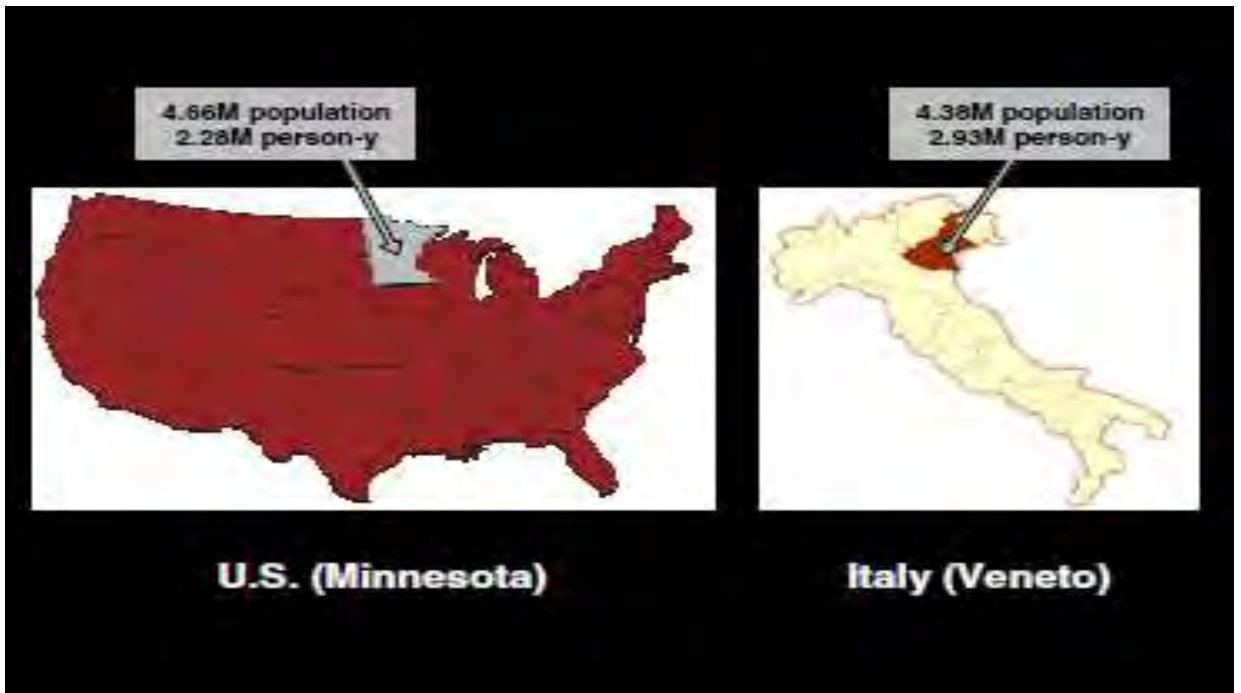 4.66M population
2.28M person-y
4.38M population
2.93M person-y
U.S. (Minnesota)
Italy (Veneto)